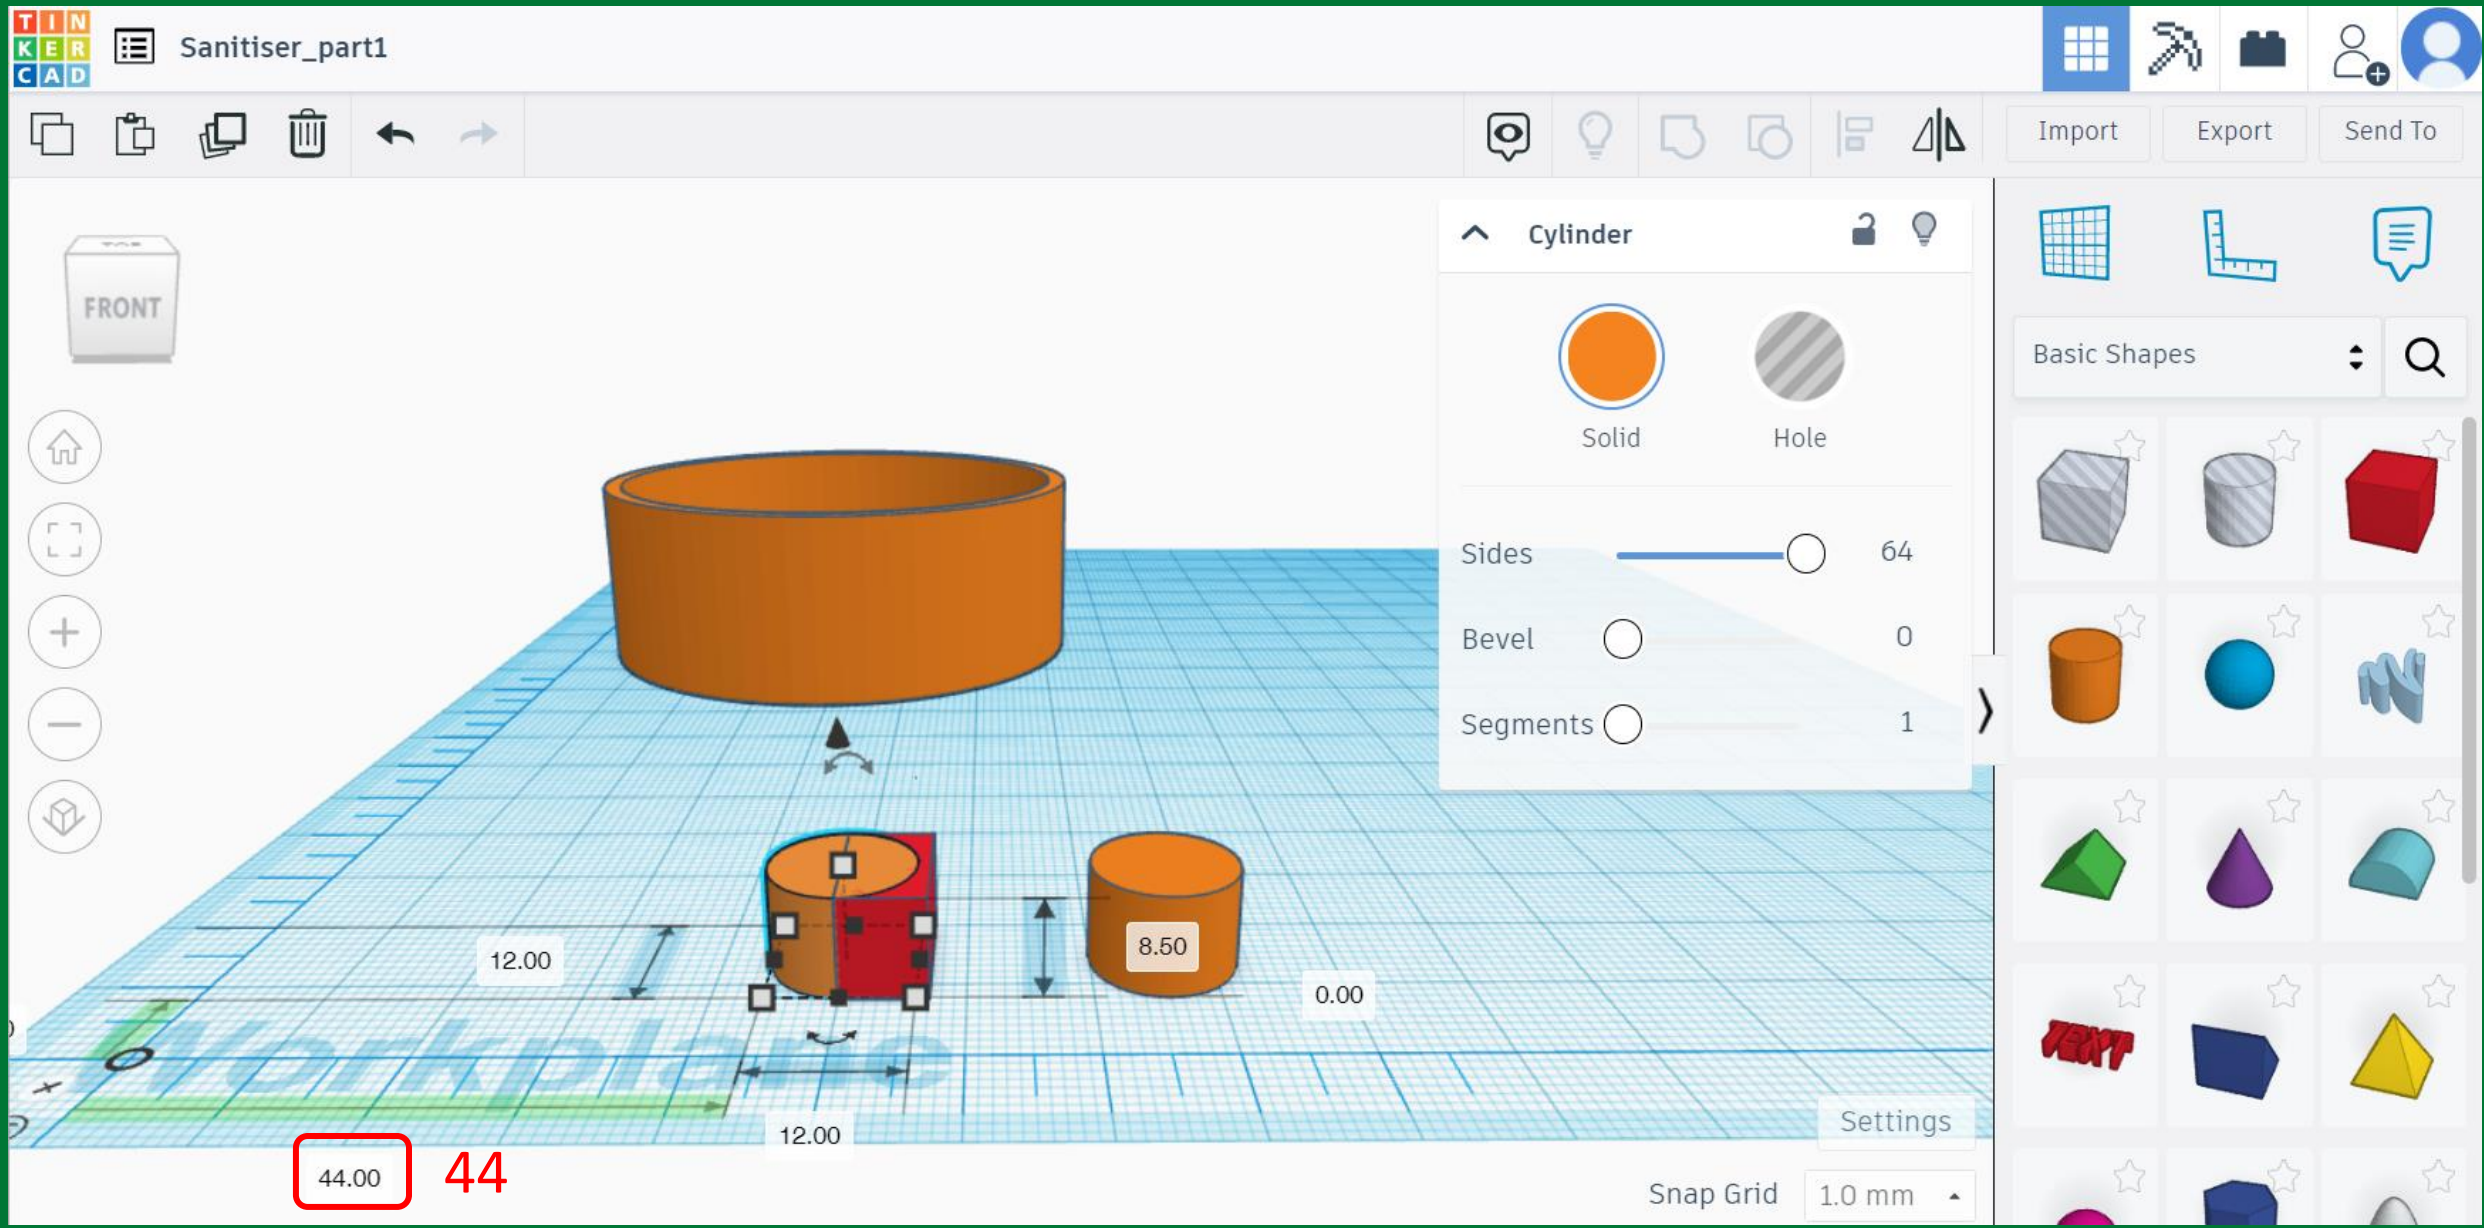 TIN
KER
CAD
Sanitiser_part1
Import
Export
Send To
TOP
FRONT
Cylinder
Solid
Hole
Sides
64
Bevel
0
Segments
1
Basic Shapes
TEXT
12.00
8.50
0.00
Workplane
12.00
44.00
44
Settings
Snap Grid
1.0 mm